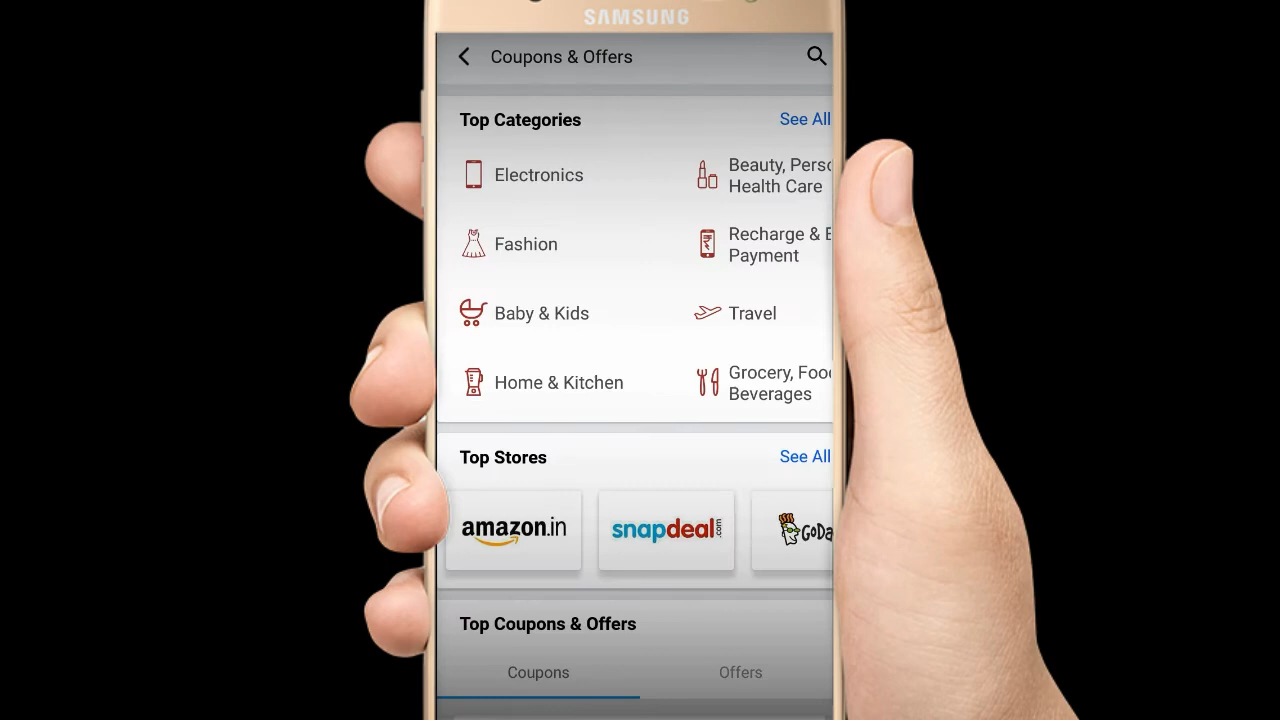 SAMSUNG
Coupons & Offers
Top Categories
See All
Electronics
Beauty, Perso
Health Care
Fashion
Recharge & B
Payment
Baby & Kids
Travel
Home & Kitchen
Grocery, Food
Beverages
Top Stores
See All
amazon.in
snapdeal.com
GODA
Top Coupons & Offers
Coupons
Offers